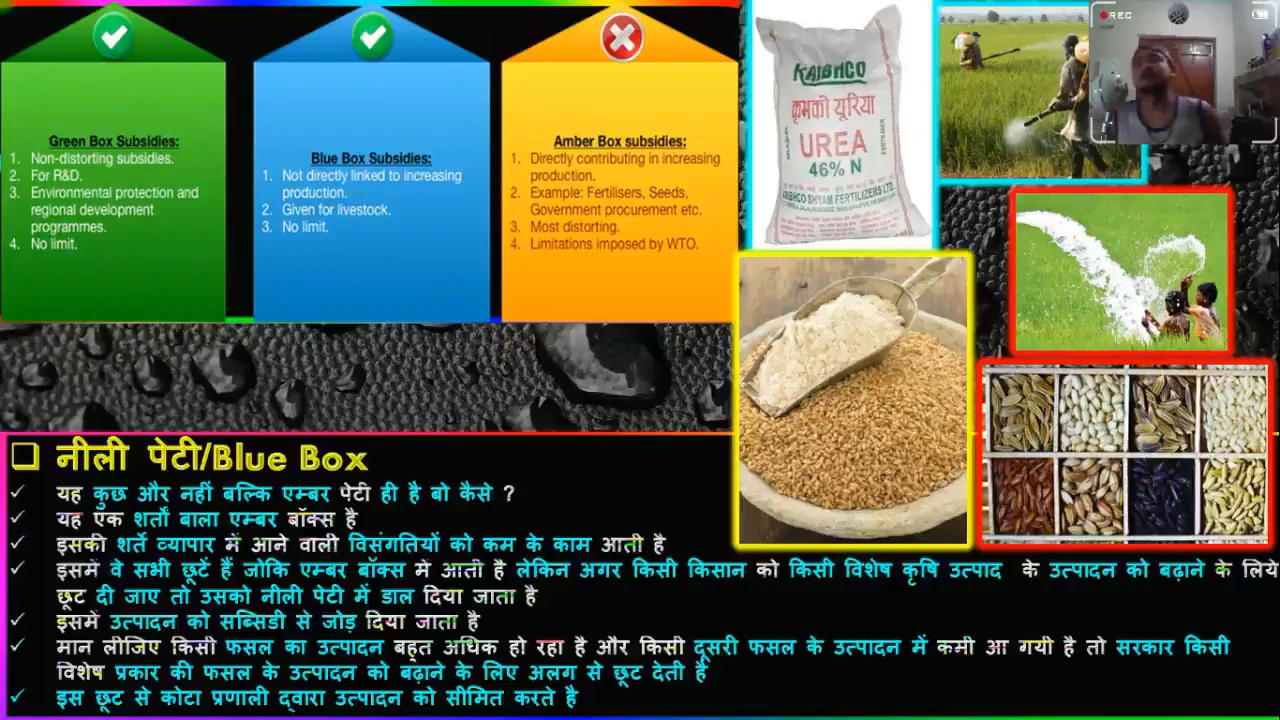 Green Box Subsidies:
1. Non-distorting subsidies.
2. For R&D.
3. Environmental protection and
regional development
programmes.
4. No limit.
Blue Box Subsidies:
1. Not directly linked to increasing
production.
2. Given for livestock.
3. No limit.
Amber Box subsidies:
1. Directly contributing in increasing
production.
2. Example: Fertilisers, Seeds,
Government procurement etc.
3. Most distorting.
4. Limitations imposed by WTO.
KRIBHCO
कृभको यूरिया
UREA
46% N
KRIBHCO SHYAM FERTILIZERS LTD.
REC
❑ नीली पेटी/Blue Box
✓ यह कुछ और नहीं बल्कि एम्बर पेटी ही है बो कैसे ?
✓ यह एक शर्तों बाला एम्बर बॉक्स है
✓ इसकी शर्ते व्यापार में आने वाली विसंगतियों को कम के काम आती है
✓ इसमें वे सभी छूटें हैं जोकि एम्बर बॉक्स में आती है लेकिन अगर किसी किसान को किसी विशेष कृषि उत्पाद के उत्पादन को बढ़ाने के लिये
छूट दी जाए तो उसको नीली पेटी में डाल दिया जाता है
✓ इसमें उत्पादन को सब्सिडी से जोड़ दिया जाता है
✓ मान लीजिए किसी फसल का उत्पादन बहुत अधिक हो रहा है और किसी दूसरी फसल के उत्पादन में कमी आ गयी है तो सरकार किसी
विशेष प्रकार की फसल के उत्पादन को बढ़ाने के लिए अलग से छूट देती है
✓ इस छूट से कोटा प्रणाली द्वारा उत्पादन को सीमित करते है